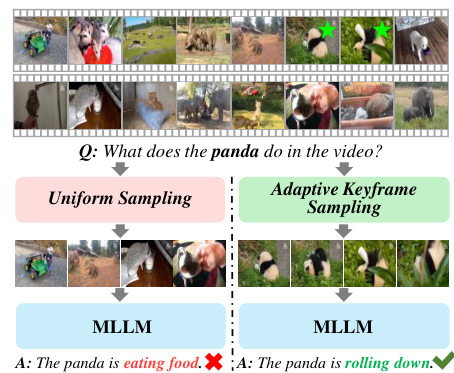 Q: What does the panda do in the video?
Uniform Sampling
Adaptive Keyframe
Sampling
MLLM
MLLM
A: The panda is eating food.
A: The panda is rolling down.